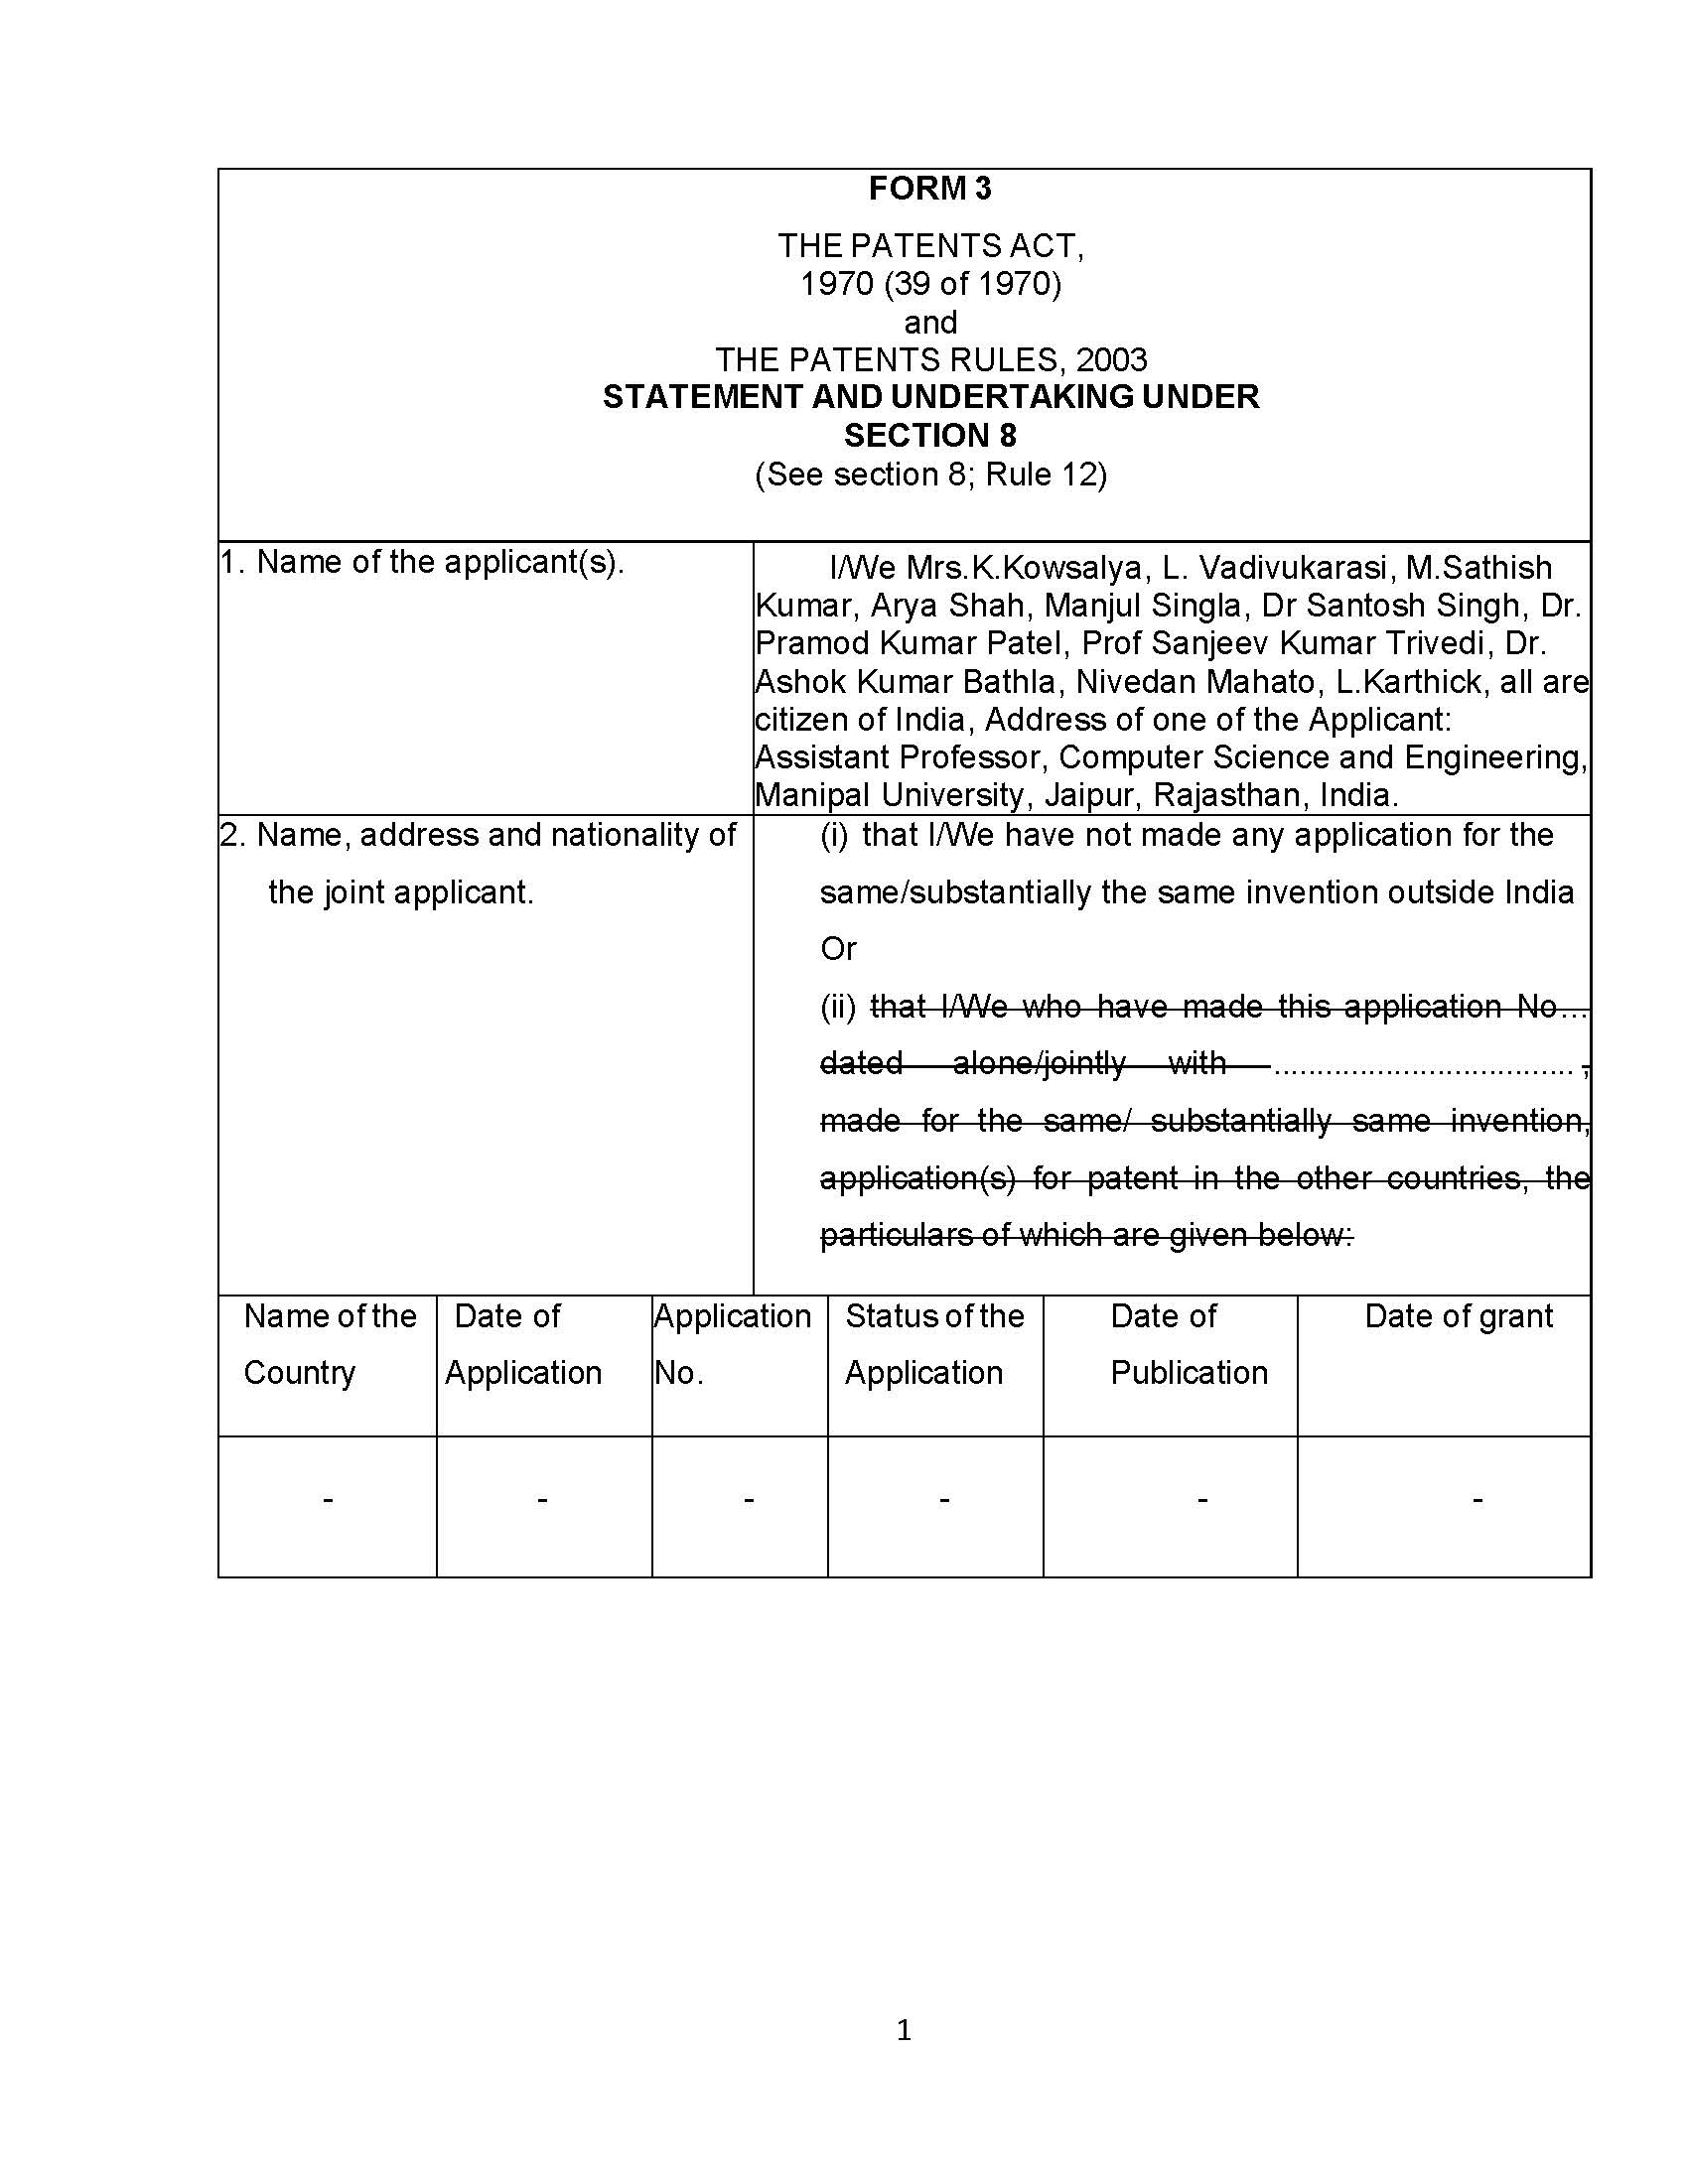 FORM 3
THE PATENTS ACT,
1970 (39 of 1970)
and
THE PATENTS RULES, 2003
STATEMENT AND UNDERTAKING UNDER
SECTION 8
(See section 8; Rule 12)
1. Name of the applicant(s).
I/We Mrs.K.Kowsalya, L. Vadivukarasi, M.Sathish
Kumar, Arya Shah, Manjul Singla, Dr Santosh Singh, Dr.
Pramod Kumar Patel, Prof Sanjeev Kumar Trivedi, Dr.
Ashok Kumar Bathla, Nivedan Mahato, L.Karthick, all are
citizen of India, Address of one of the Applicant:
Assistant Professor, Computer Science and Engineering,
Manipal University, Jaipur, Rajasthan, India.
2. Name, address and nationality of
the joint applicant.
(i) that I/We have not made any application for the
same/substantially the same invention outside India
Or
(ii) that I/We who have made this application No…
dated alone/jointly with ................................... ,
made for the same/ substantially same invention,
application(s) for patent in the other countries, the
particulars of which are given below:
Name of the
Country
Date of
Application
Application
No.
Status of the
Application
Date of
Publication
Date of grant
- - - - - -
1